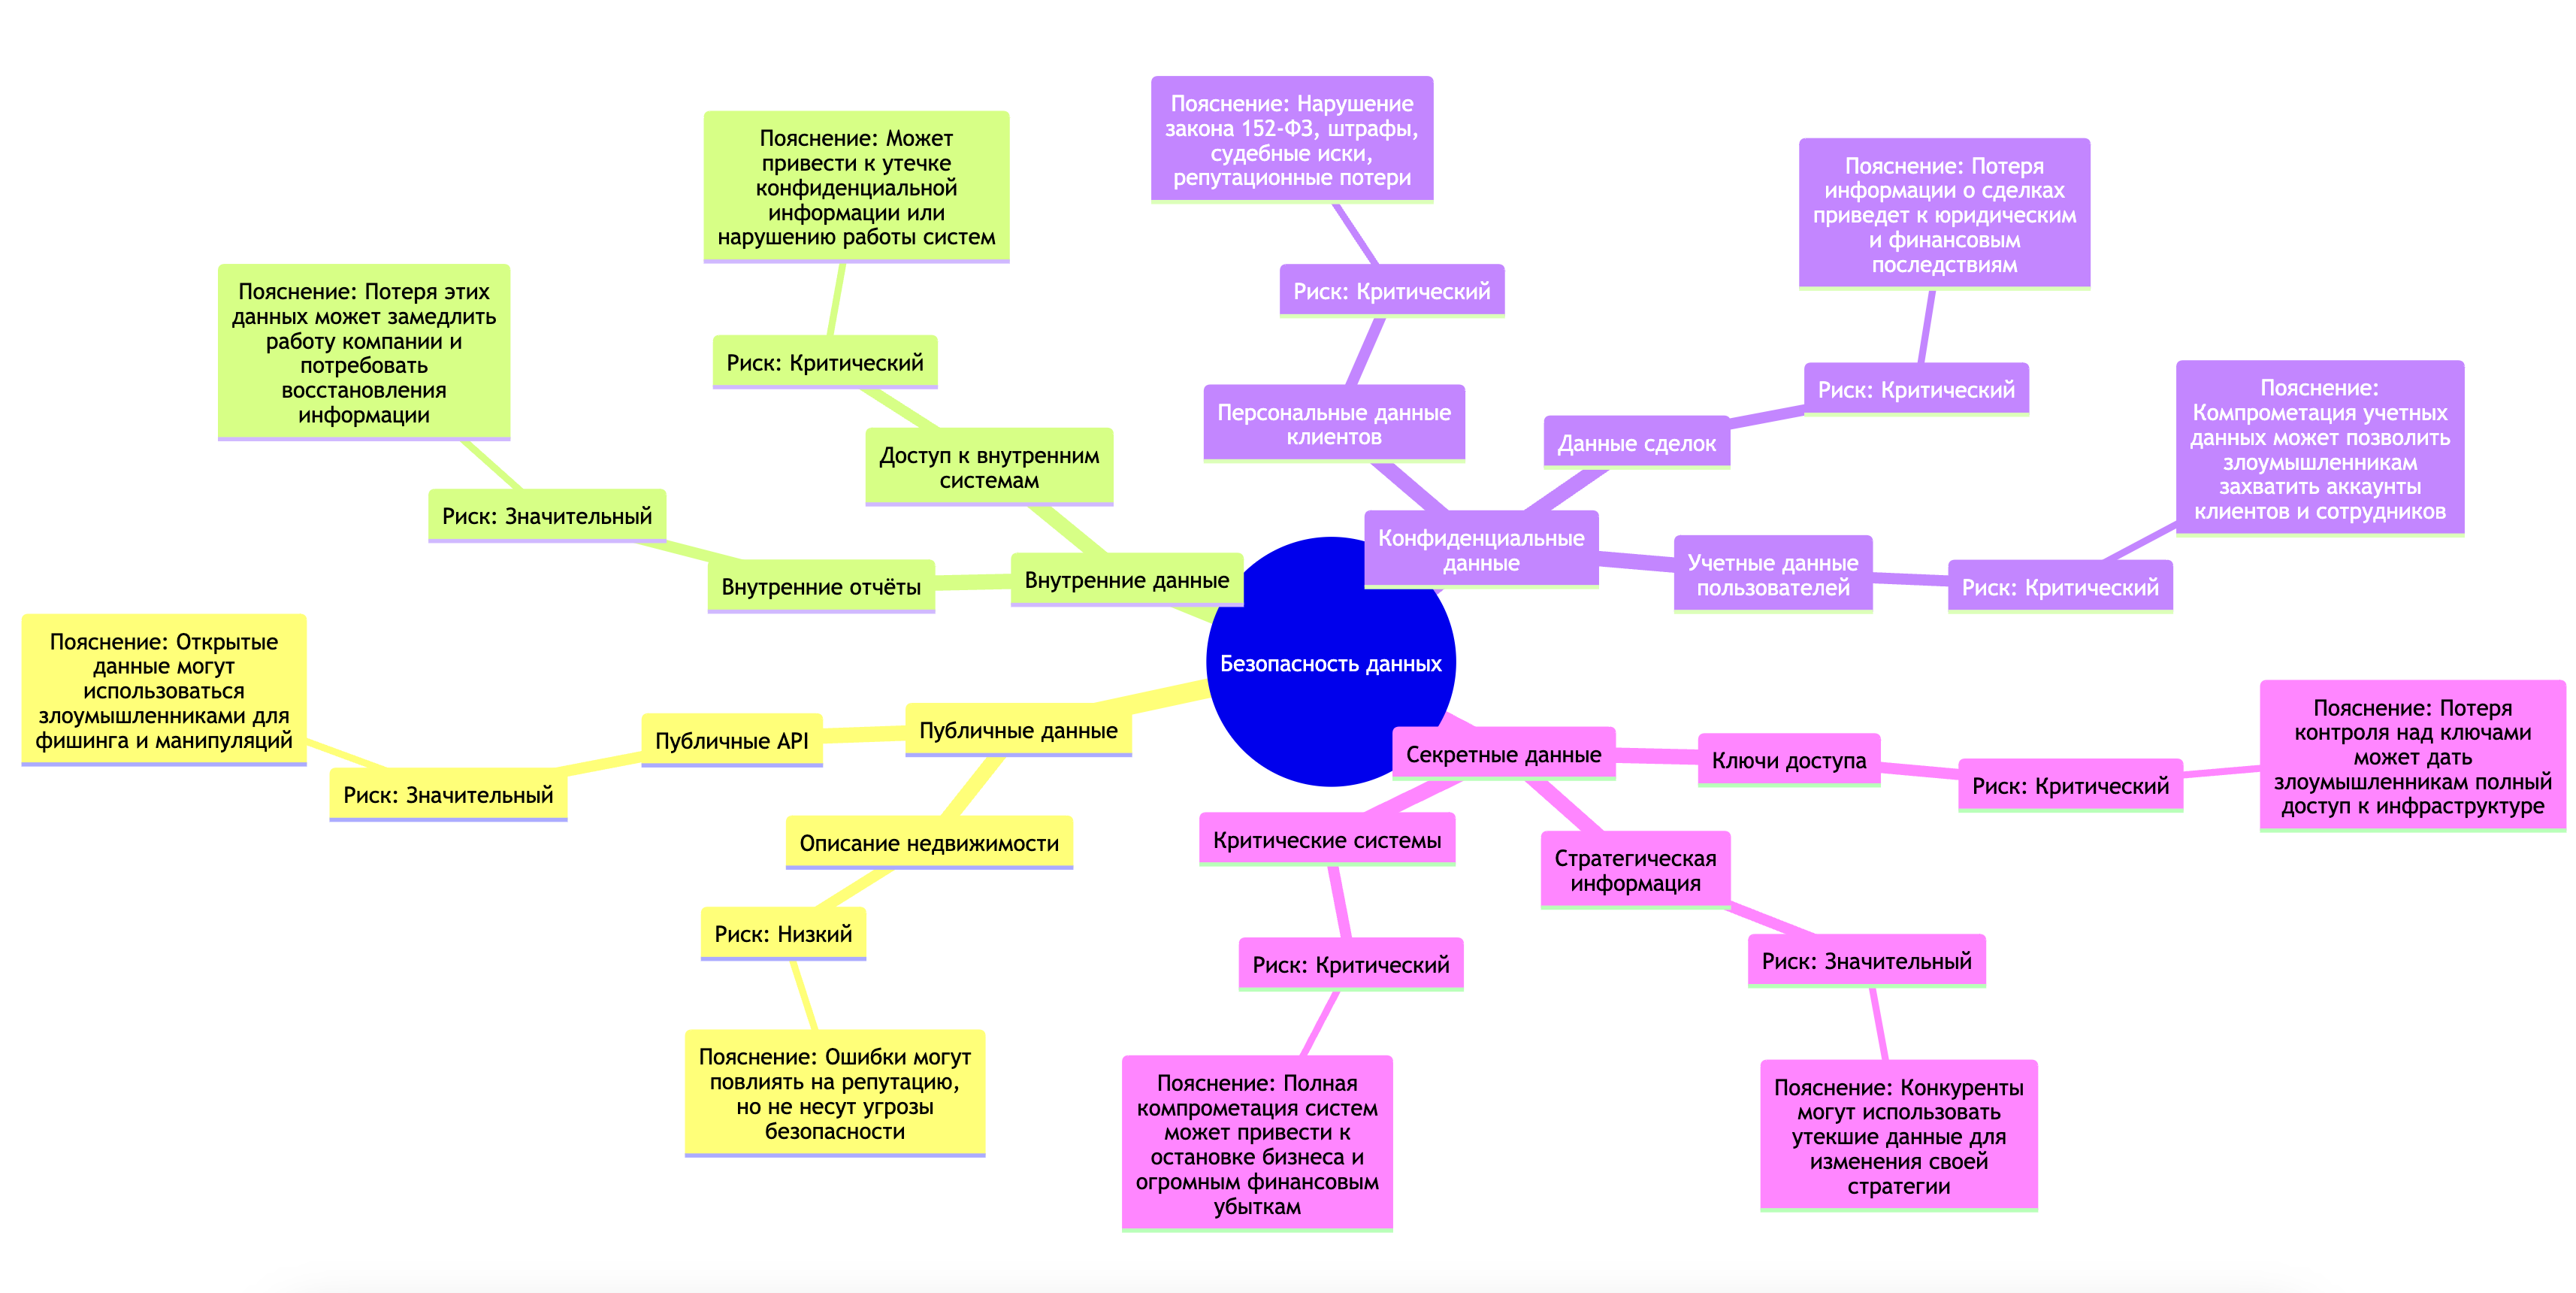 Безопасность данных
Конфиденциальные
данные
Персональные данные
клиентов
Риск: Критический
Пояснение: Нарушение
закона 152-ФЗ, штрафы,
судебные иски,
репутационные потери
Данные сделок
Риск: Критический
Пояснение: Потеря
информации о сделках
приведет к юридическим
и финансовым
последствиям
Учетные данные
пользователей
Риск: Критический
Пояснение:
Компрометация учетных
данных может позволить
злоумышленникам
захватить аккаунты
клиентов и сотрудников
Секретные данные
Ключи доступа
Риск: Критический
Пояснение: Потеря
контроля над ключами
может дать
злоумышленникам полный
доступ к инфраструктуре
Стратегическая
информация
Риск: Значительный
Пояснение: Конкуренты
могут использовать
утекшие данные для
изменения своей
стратегии
Критические системы
Риск: Критический
Пояснение: Полная
компрометация систем
может привести к
остановке бизнеса и
огромным финансовым
убыткам
Публичные данные
Описание недвижимости
Риск: Низкий
Пояснение: Ошибки могут
повлиять на репутацию,
но не несут угрозы
безопасности
Публичные API
Риск: Значительный
Пояснение: Открытые
данные могут
использоваться
злоумышленниками для
фишинга и манипуляций
Внутренние данные
Внутренние отчёты
Риск: Значительный
Пояснение: Потеря этих
данных может замедлить
работу компании и
потребовать
восстановления
информации
Доступ к внутренним
системам
Риск: Критический
Пояснение: Может
привести к утечке
конфиденциальной
информации или
нарушению работы систем